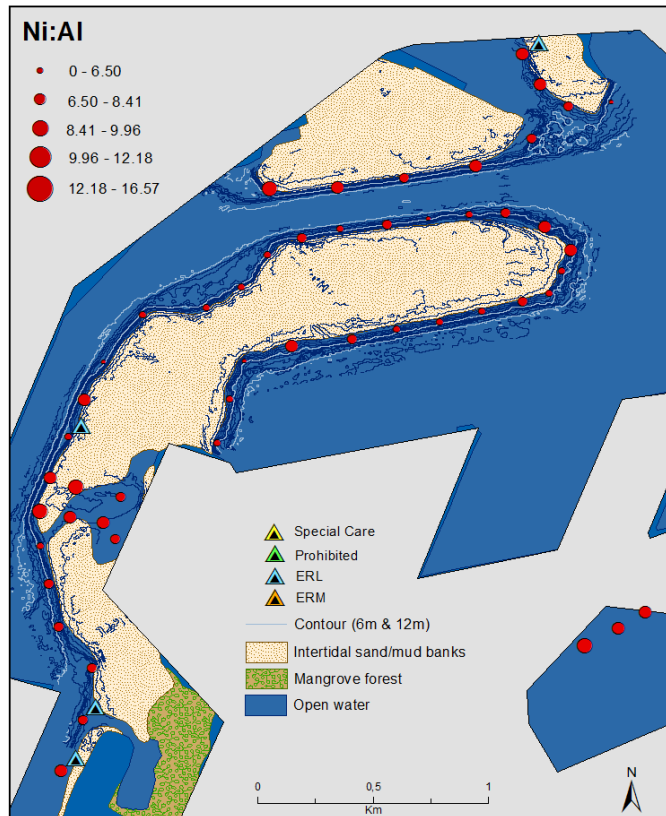 Ni:Al
0 - 6.50
6.50 - 8.41
8.41 - 9.96
9.96 - 12.18
12.18 - 16.57
Special Care
Prohibited
ERL
ERM
Contour (6m & 12m)
Intertidal sand/mud banks
Mangrove forest
Open water
N
0 0,5 1
Km